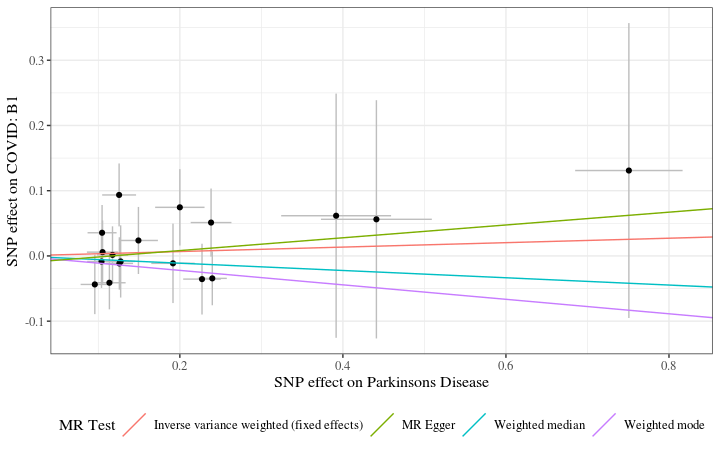 0.3
0.2
0.1
0.0
-0.1
SNP effect on COVID: B1
0.2 0.4 0.6 0.8
SNP effect on Parkinsons Disease
MR Test Inverse variance weighted (fixed effects) MR Egger Weighted median Weighted mode